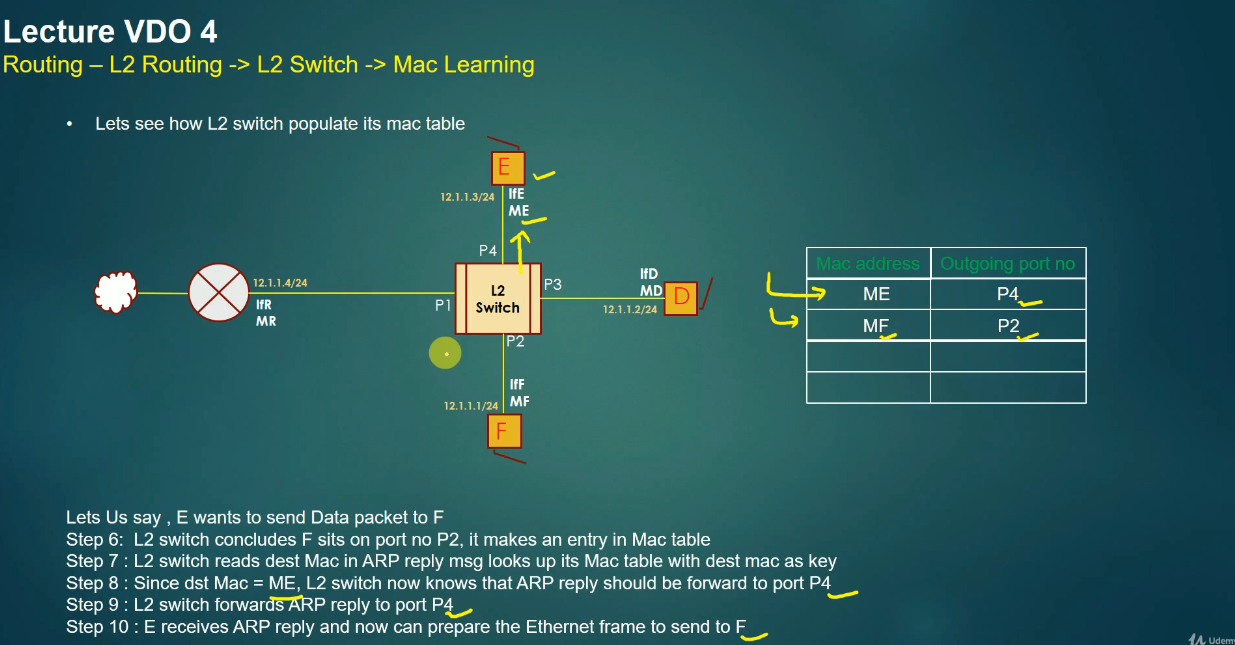 Lecture VDO 4
Routing – L2 Routing -> L2 Switch -> Mac Learning
• Lets see how L2 switch populate its mac table
E
12.1.1.3/24
IfE
ME
P4
12.1.1.4/24
IfR
MR
P1
L2
Switch
P3
IfD
MD
12.1.1.2/24
D
P2
IfF
MF
12.1.1.1/24
F
Mac address Outgoing port no
ME P4
MF P2
Lets Us say , E wants to send Data packet to F
Step 6: L2 switch concludes F sits on port no P2, it makes an entry in Mac table
Step 7 : L2 switch reads dest Mac in ARP reply msg looks up its Mac table with dest mac as key
Step 8 : Since dst Mac = ME, L2 switch now knows that ARP reply should be forward to port P4
Step 9 : L2 switch forwards ARP reply to port P4
Step 10 : E receives ARP reply and now can prepare the Ethernet frame to send to F
Udemy